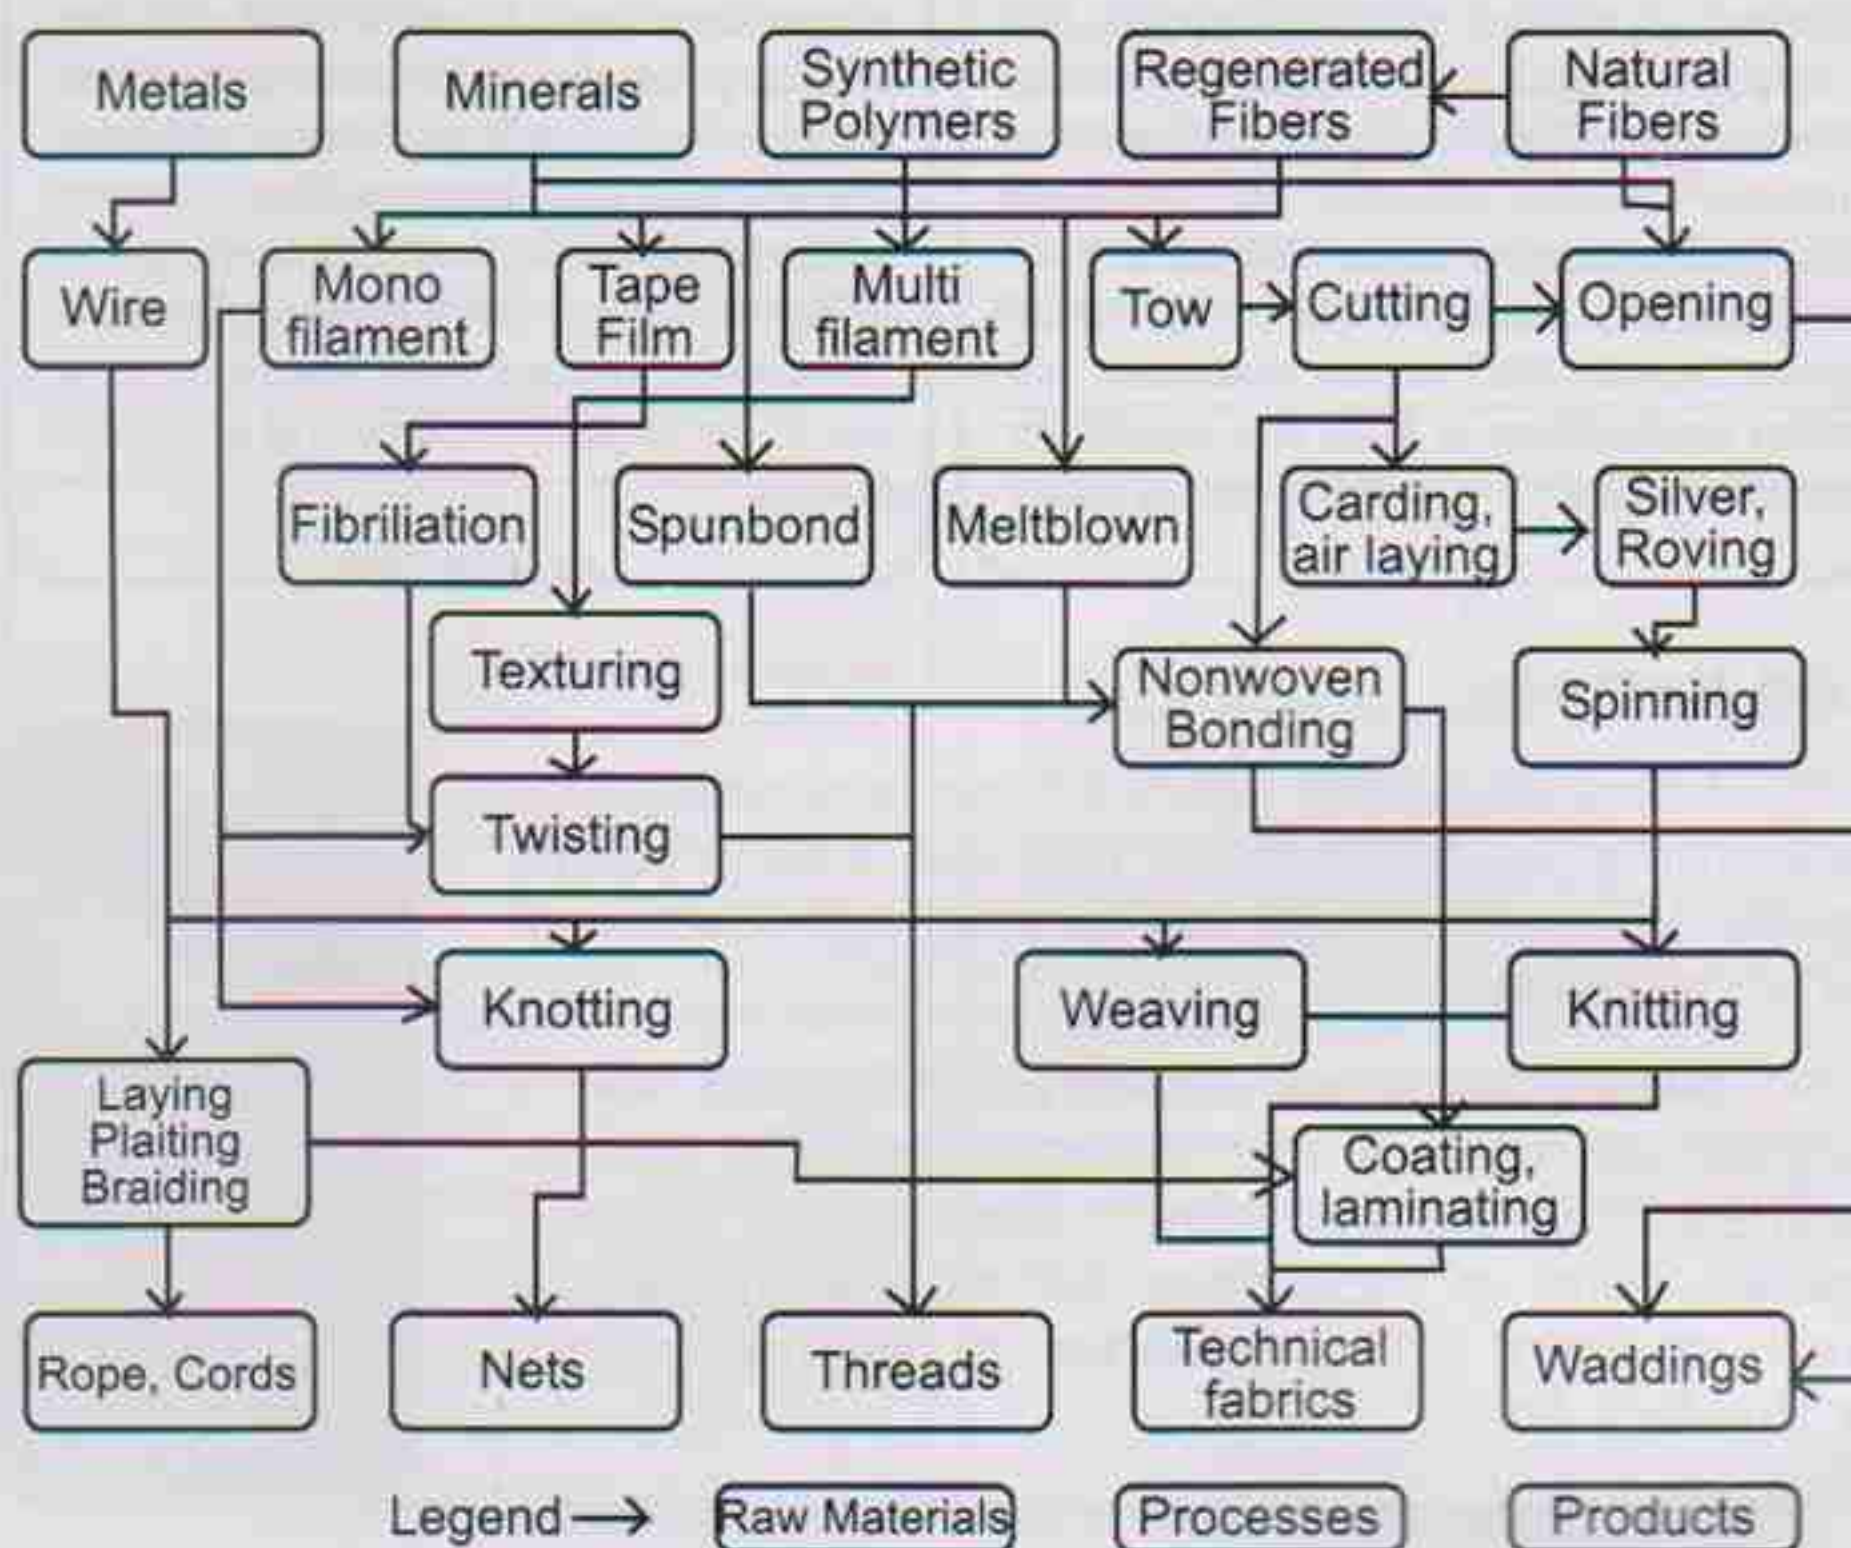 Metals
Minerals
Synthetic
Polymers
Regenerated
Fibers
Natural
Fibers
Wire
Mono
filament
Tape
Film
Multi
filament
Tow
Cutting
Opening
Fibriliation
Spunbond
Meltblown
Carding,
air laying
Silver,
Roving
Texturing
Nonwoven
Bonding
Spinning
Twisting
Knotting
Weaving
Knitting
Laying
Plaiting
Braiding
Coating,
laminating
Rope, Cords
Nets
Threads
Technical
fabrics
Waddings
Legend
Raw Materials
Processes
Products